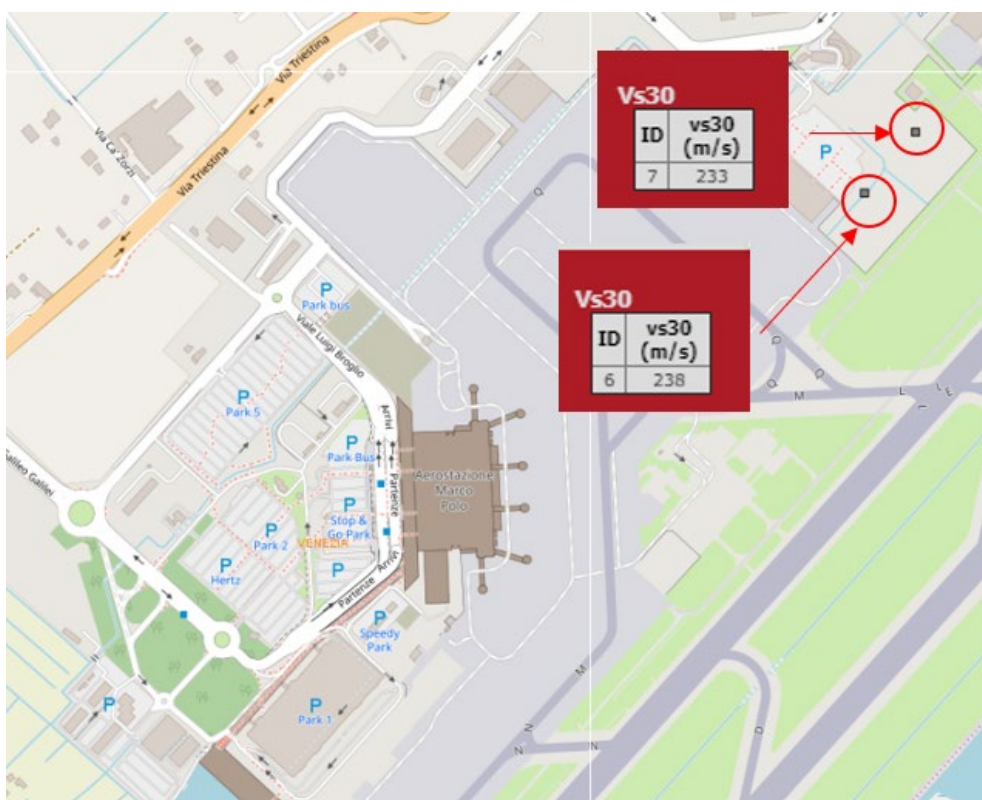 Via Triestina
Via Ca' Zorzi
Via Triestina
Vs30
ID vs30
(m/s)
7 233
P
Vs30
ID vs30
(m/s)
6 238
P
Park bus
Viale Luigi Broglio
P
Park 5
Arrivi
P
Park Bus
Partenze
Aerostazione
Marco
Polo
Galileo Galilei
P
Stop &
Go Park
P
Park 2
VENEZIA
P
Hertz
P
Partenze
Arrivi
P
Speedy
Park
P
P
Park 1
Q
Q
Q
Q
M
L
L
E
L
M
N
N
N
D